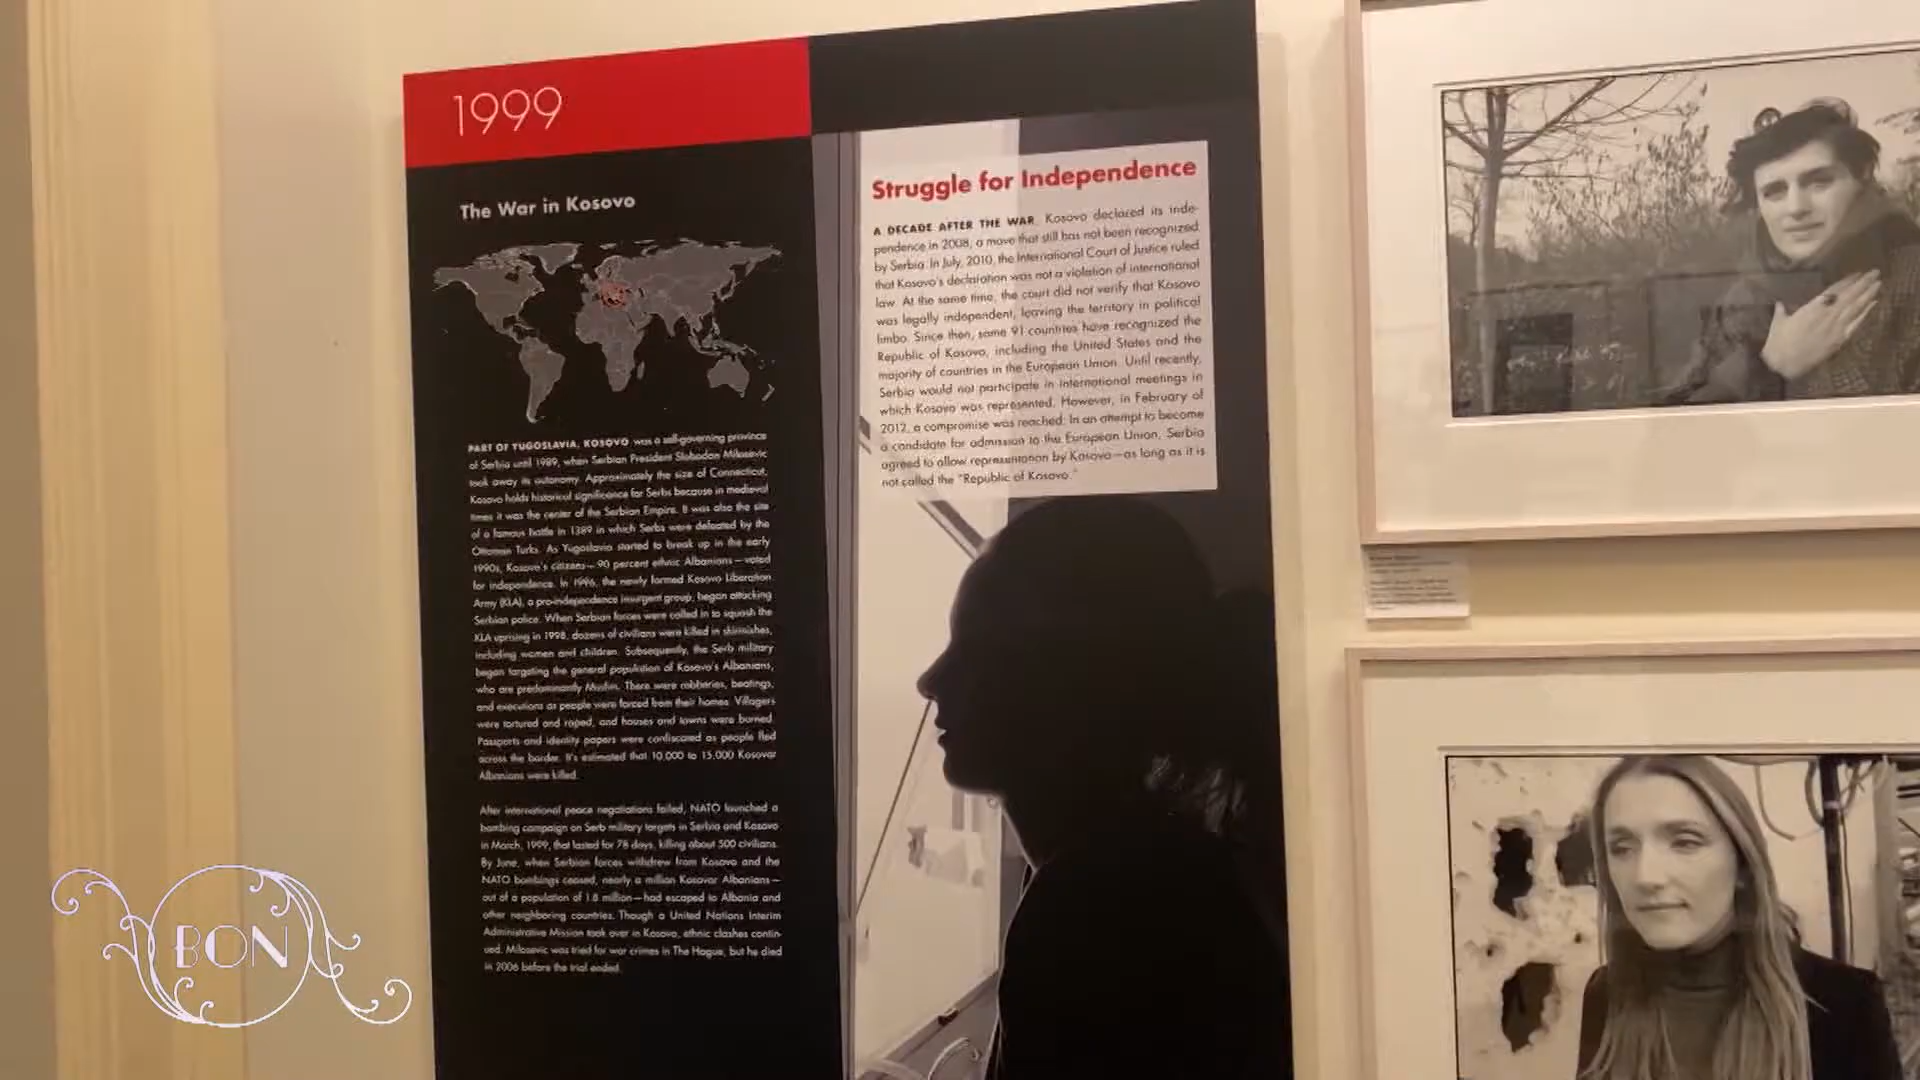 1999
The War in Kosovo
PART OF YUGOSLAVIA, KOSOVO was a self-governing province
of Serbia until 1989, when Serbian President Slobodan Milosevic
took away its autonomy. Approximately the size of Connecticut,
Kosovo holds historical significance for Serbs because in medieval
times it was the center of the Serbian Empire. It was also the site
of a famous battle in 1389 in which Serbs were defeated by the
Ottoman Turks. As Yugoslavia started to break up in the early
1990s, Kosovo's citizens—90 percent ethnic Albanians—voted
for independence. In 1996, the newly formed Kosovo Liberation
Army (KLA), a pro-independence insurgent group, began attacking
Serbian police. When Serbian forces were called in to squash the
KLA uprising in 1998, dozens of civilians were killed in skirmishes,
including women and children. Subsequently, the Serb military
began targeting the general population of Kosovo's Albanians,
who are predominantly Muslim. There were robberies, beatings,
and executions as people were forced from their homes. Villagers
were tortured and raped, and houses and towns were burned.
Passports and identity papers were confiscated as people fled
across the border. It's estimated that 10,000 to 15,000 Kosovar
Albanians were killed.
After international peace negotiations failed, NATO launched a
bombing campaign on Serb military targets in Serbia and Kosovo
in March, 1999, that lasted for 78 days, killing about 500 civilians.
By June, when Serbian forces withdrew from Kosovo and the
NATO bombings ceased, nearly a million Kosovar Albanians—
out of a population of 1.8 million—had escaped to Albania and
other neighboring countries. Though a United Nations Interim
Administrative Mission took over in Kosovo, ethnic clashes contin-
ued. Milosevic was tried for war crimes in The Hague, but he died
in 2006 before the trial ended.
Struggle for Independence
A DECADE AFTER THE WAR, Kosovo declared its inde-
pendence in 2008, a move that still has not been recognized
by Serbia. In July, 2010, the International Court of Justice ruled
that Kosovo's declaration was not a violation of international
law. At the same time, the court did not verify that Kosovo
was legally independent, leaving the territory in political
limbo. Since then, some 91 countries have recognized the
Republic of Kosovo, including the United States and the
majority of countries in the European Union. Until recently,
Serbia would not participate in international meetings in
which Kosovo was represented. However, in February of
2012, a compromise was reached: In an attempt to become
a candidate for admission to the European Union, Serbia
agreed to allow representation by Kosovo—as long as it is
not called the "Republic of Kosovo."
BON